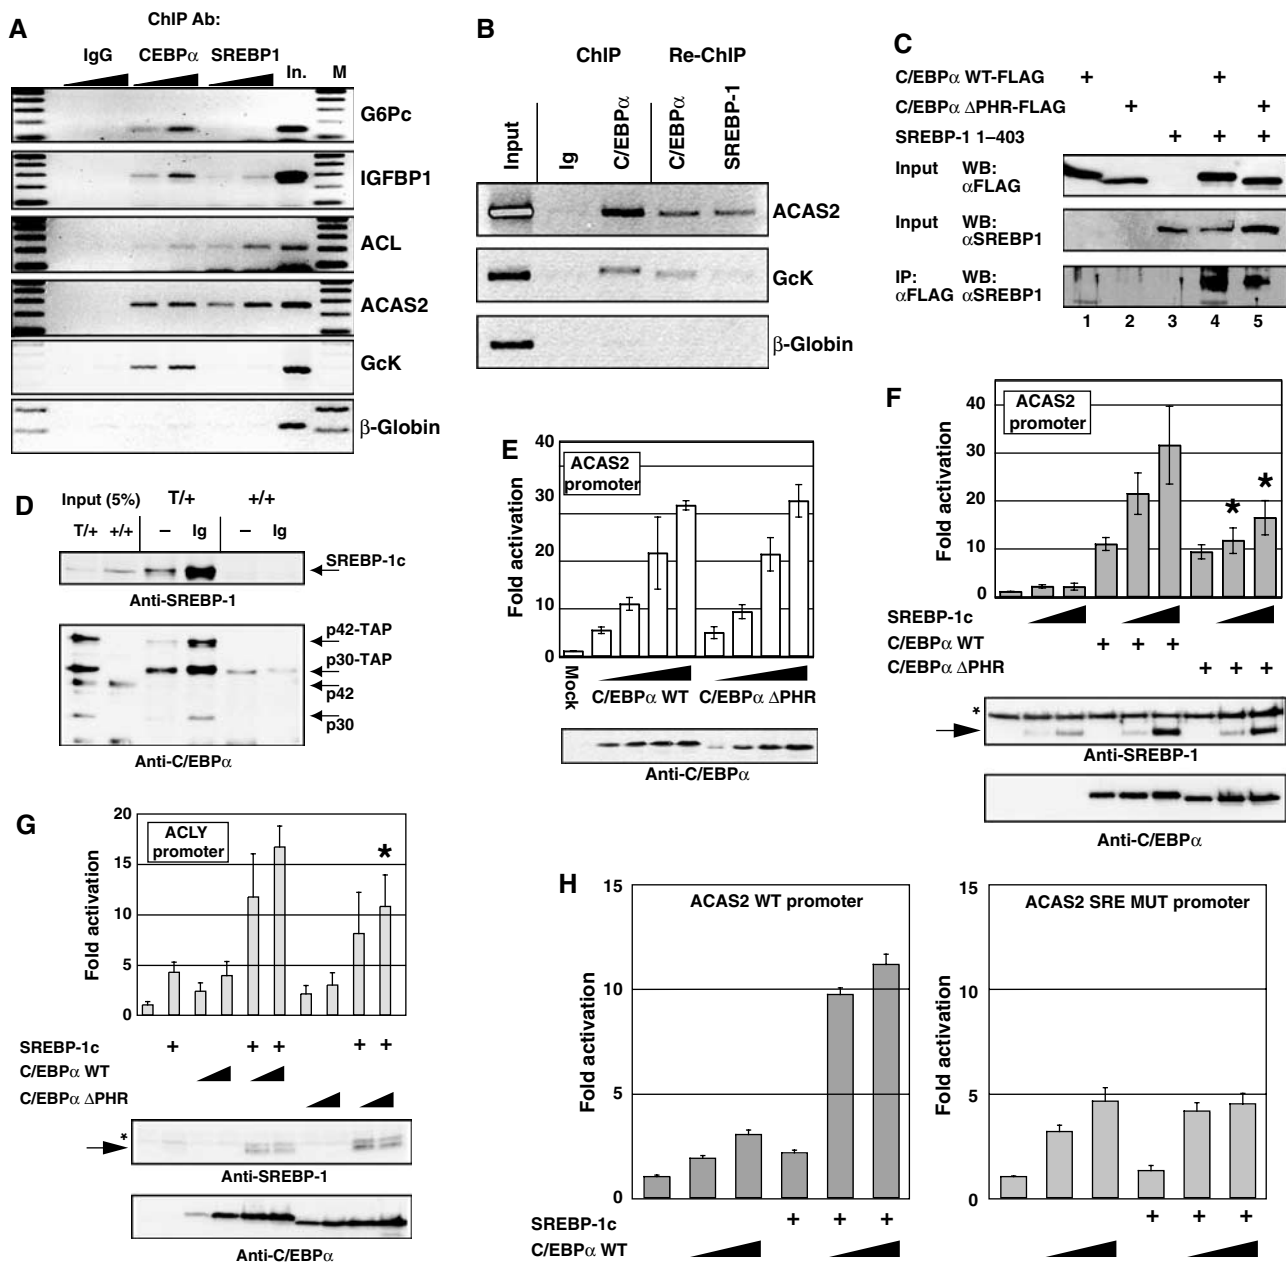 A
ChIP Ab:
IgG CEBPα SREBP1 In. M
G6Pc
IGFBP1
ACL
ACAS2
GcK
β-Globin
B
ChIP Re-ChIP
Input Ig C/EBPα C/EBPα SREBP-1
ACAS2
GcK
β-Globin
C
C/EBPα WT-FLAG + +
C/EBPα ΔPHR-FLAG + +
SREBP-1 1–403 + + +
Input WB: αFLAG
Input WB: αSREBP1
IP: αFLAG WB: αSREBP1
1 2 3 4 5
D
Input (5%) T/+ +/+
T/+ +/+ – Ig – Ig
SREBP-1c
Anti-SREBP-1
p42-TAP
p30-TAP
p42
p30
Anti-C/EBPα
E
ACAS2 promoter
Fold activation
40
30
20
10
0
Mock C/EBPα WT C/EBPα ΔPHR
Anti-C/EBPα
F
ACAS2 promoter
Fold activation
40
30
20
10
0
* *
SREBP-1c
C/EBPα WT + + +
C/EBPα ΔPHR + + +
*
Anti-SREBP-1
Anti-C/EBPα
G
ACLY promoter
Fold activation
20
15
10
5
0
*
SREBP-1c + + + + +
C/EBPα WT
C/EBPα ΔPHR
*
Anti-SREBP-1
Anti-C/EBPα
H
ACAS2 WT promoter
Fold activation
15
10
5
0
SREBP-1c + + +
C/EBPα WT
ACAS2 SRE MUT promoter
Fold activation
15
10
5
0
+ + +